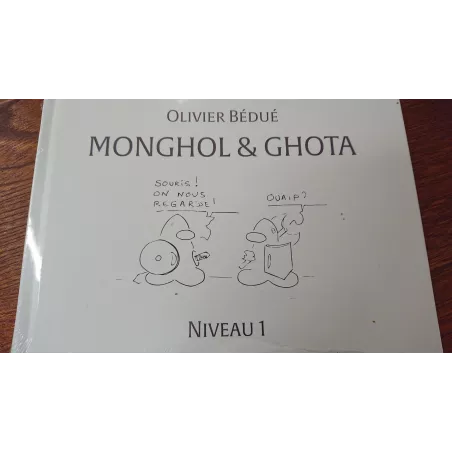 OLIVIER BÉDUÉ
MONGHOL & GHOTA
SOURIS!
ON NOUS
REGARDE!
OUAIP?
NIVEAU 1